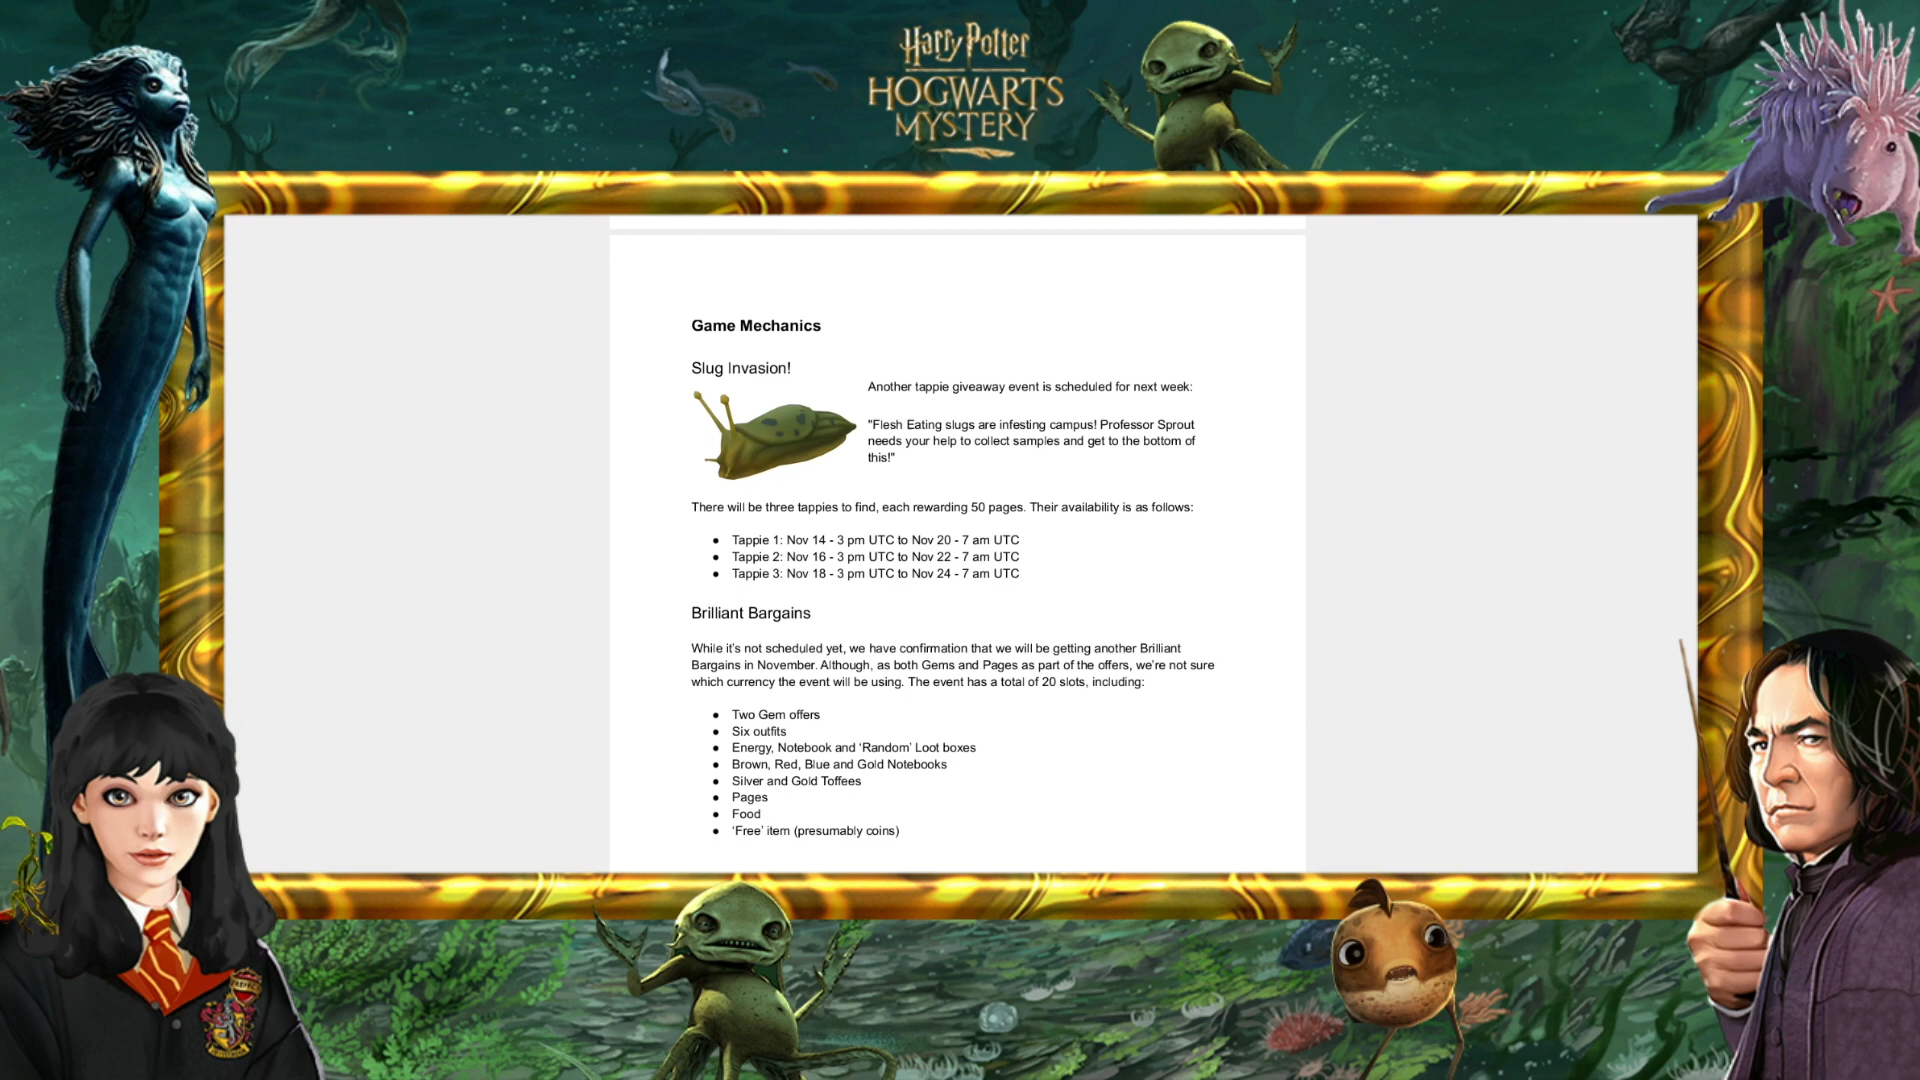 Harry Potter
HOGWARTS
MYSTERY
Game Mechanics
Slug Invasion!
Another tappie giveaway event is scheduled for next week:
"Flesh Eating slugs are infesting campus! Professor Sprout
needs your help to collect samples and get to the bottom of
this!"
There will be three tappies to find, each rewarding 50 pages. Their availability is as follows:
● Tappie 1: Nov 14 - 3 pm UTC to Nov 20 - 7 am UTC
● Tappie 2: Nov 16 - 3 pm UTC to Nov 22 - 7 am UTC
● Tappie 3: Nov 18 - 3 pm UTC to Nov 24 - 7 am UTC
Brilliant Bargains
While it’s not scheduled yet, we have confirmation that we will be getting another Brilliant
Bargains in November. Although, as both Gems and Pages as part of the offers, we’re not sure
which currency the event will be using. The event has a total of 20 slots, including:
● Two Gem offers
● Six outfits
● Energy, Notebook and ‘Random’ Loot boxes
● Brown, Red, Blue and Gold Notebooks
● Silver and Gold Toffees
● Pages
● Food
● ‘Free’ item (presumably coins)